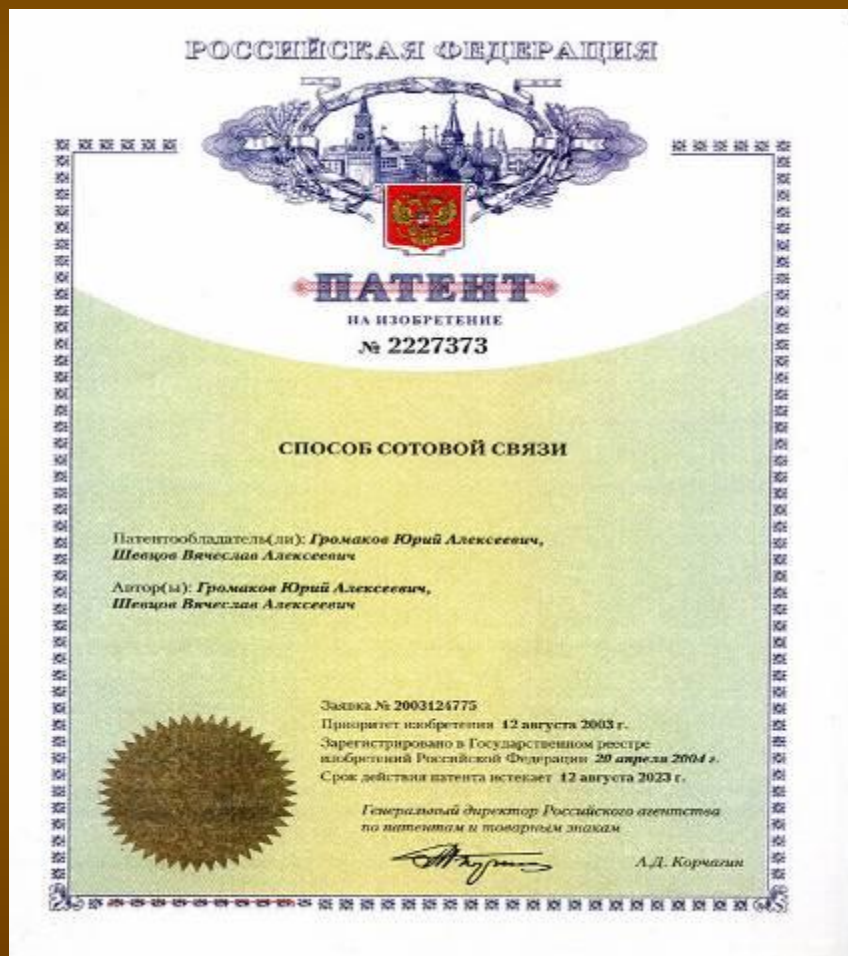 РОССИЙСКАЯ ФЕДЕРАЦИЯ
ПАТЕНТ
НА ИЗОБРЕТЕНИЕ
№ 2227373
СПОСОБ СОТОВОЙ СВЯЗИ
Патентообладатель(ли): Громаков Юрий Алексеевич,
Шевцов Вячеслав Алексеевич
Автор(ы): Громаков Юрий Алексеевич,
Шевцов Вячеслав Алексеевич
Заявка № 2003124775
Приоритет изобретения 12 августа 2003 г.
Зарегистрировано в Государственном реестре
изобретений Российской Федерации 20 апреля 2004 г.
Срок действия патента истекает 12 августа 2023 г.
Генеральный директор Российского агентства
по патентам и товарным знакам
А.Д. Корчагин